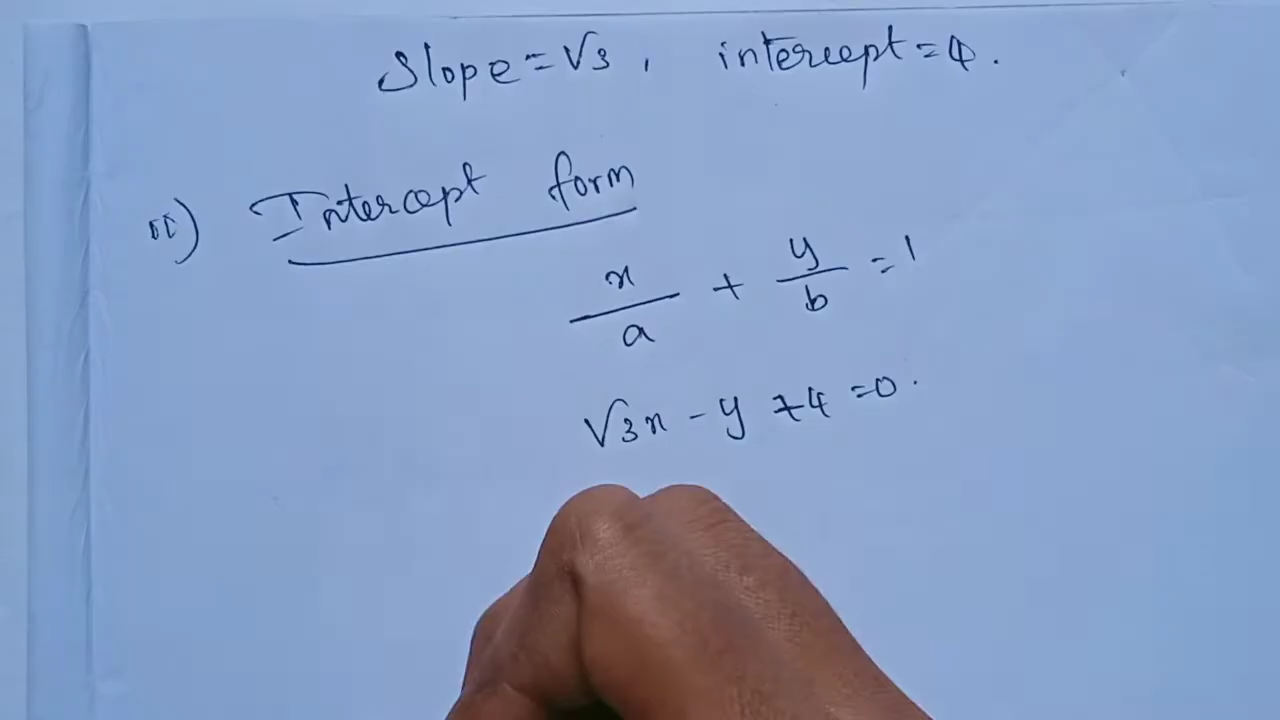 Slope = √3, intercept = 4.
ii) Intercept form
x/a + y/b = 1
√3x - y + 4 = 0.